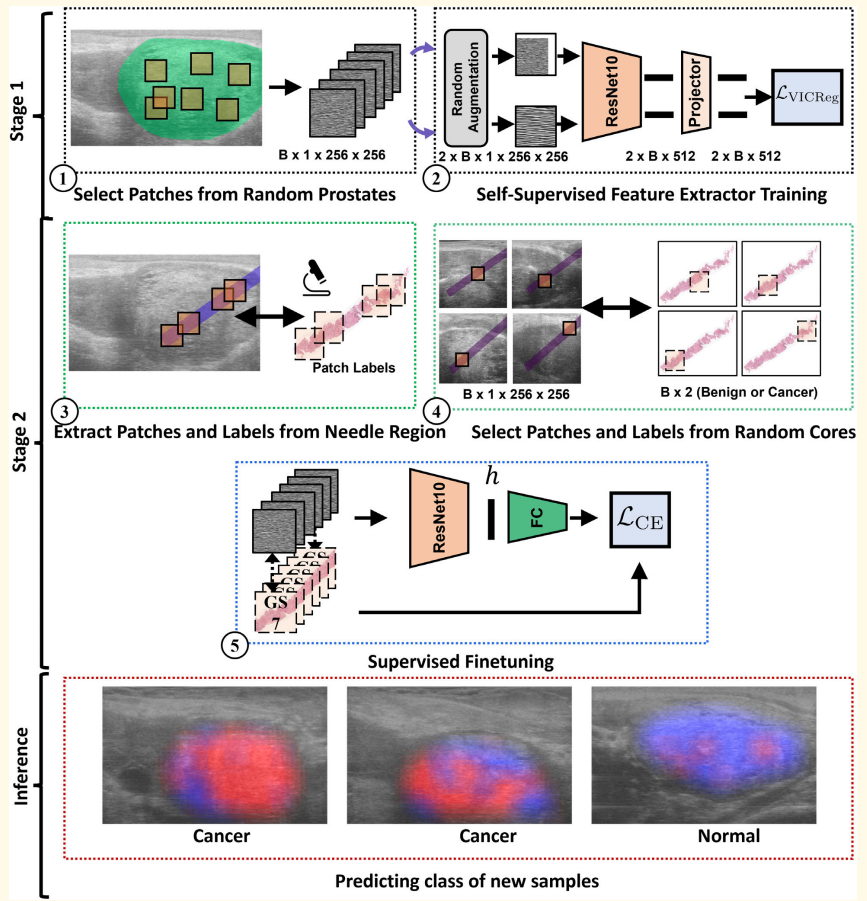 Stage 1
B x 1 x 256 x 256
1
Select Patches from Random Prostates
Random
Augmentation
2 x B x 1 x 256 x 256
ResNet10
2 x B x 512
Projector
2 x B x 512
ℒVICReg
2
Self-Supervised Feature Extractor Training
Stage 2
Patch Labels
3
Extract Patches and Labels from Needle Region
B x 1 x 256 x 256
B x 2 (Benign or Cancer)
4
Select Patches and Labels from Random Cores
GS
7
ResNet10
h
FC
ℒCE
5
Supervised Finetuning
Inference
Cancer
Cancer
Normal
Predicting class of new samples